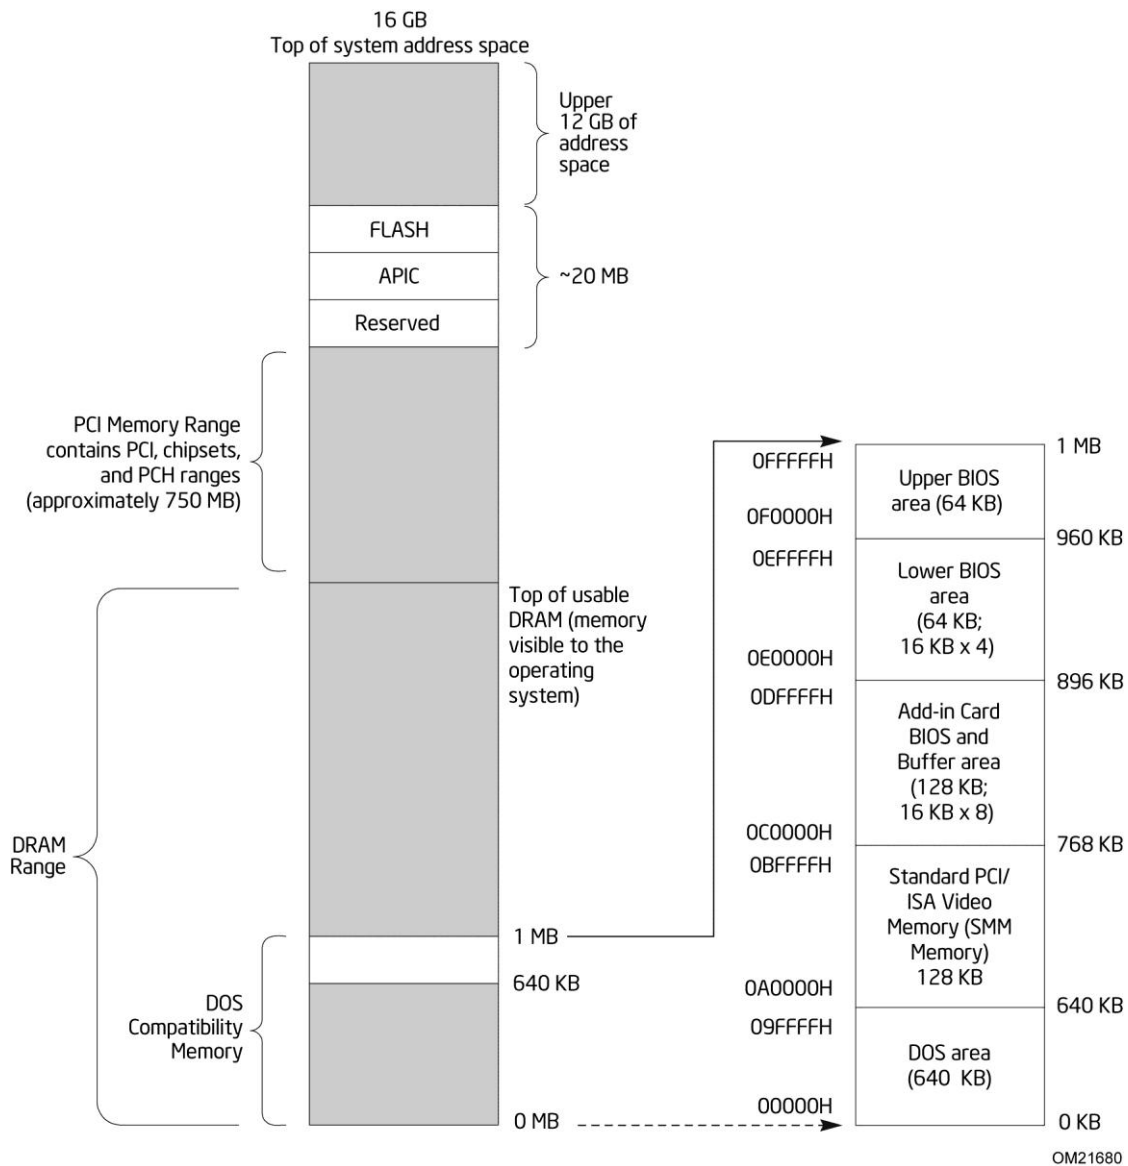 16 GB
Top of system address space
Upper
12 GB of
address
space
FLASH
APIC
Reserved
~20 MB
PCI Memory Range
contains PCI, chipsets,
and PCH ranges
(approximately 750 MB)
Top of usable
DRAM (memory
visible to the
operating
system)
DRAM
Range
1 MB
640 KB
DOS
Compatibility
Memory
0 MB
0FFFFFH
0F0000H
0EFFFFH
0E0000H
0DFFFFH
0C0000H
0BFFFFH
0A0000H
09FFFFH
00000H
Upper BIOS
area (64 KB)
Lower BIOS
area
(64 KB;
16 KB x 4)
Add-in Card
BIOS and
Buffer area
(128 KB;
16 KB x 8)
Standard PCI/
ISA Video
Memory (SMM
Memory)
128 KB
DOS area
(640 KB)
1 MB
960 KB
896 KB
768 KB
640 KB
0 KB
OM21680